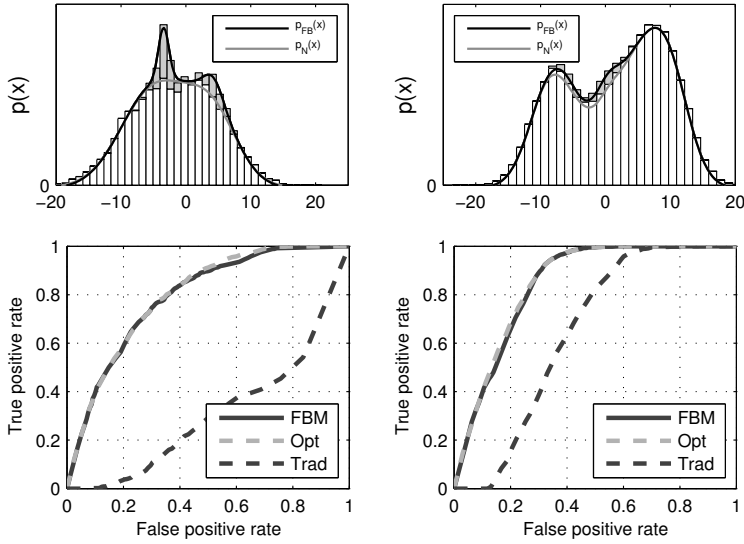 p(x)
p_FB(x)
p_N(x)
0
−20 −10 0 10 20
p(x)
p_FB(x)
p_N(x)
0
−20 −10 0 10 20
True positive rate
1
0.8
0.6
0.4
0.2
0
0 0.2 0.4 0.6 0.8 1
False positive rate
FBM
Opt
Trad
True positive rate
1
0.8
0.6
0.4
0.2
0
0 0.2 0.4 0.6 0.8 1
False positive rate
FBM
Opt
Trad